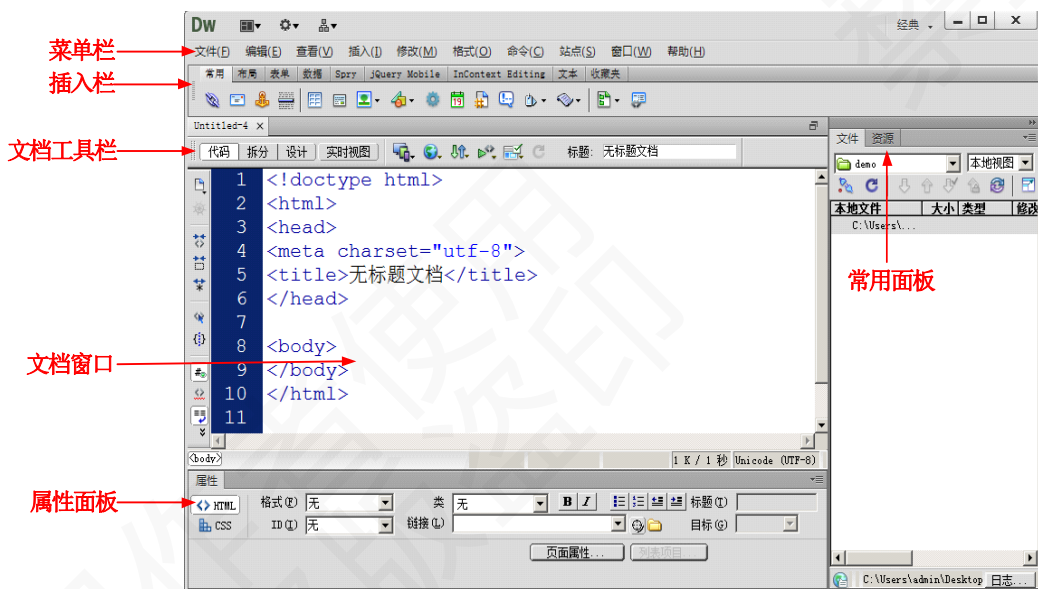 Dw
经典
菜单栏
文件(F) 编辑(E) 查看(V) 插入(I) 修改(M) 格式(O) 命令(C) 站点(S) 窗口(W) 帮助(H)
插入栏
常用 布局 表单 数据 Spry jQuery Mobile InContext Editing 文本 收藏夹
Untitled-4 ×
文档工具栏
代码 拆分 设计 实时视图 标题: 无标题文档
文件 资源
demo 本地视图
本地文件 大小 类型 修改
C:\Users\...
常用面板
1 <!doctype html>
2 <html>
3 <head>
4 <meta charset="utf-8">
5 <title>无标题文档</title>
6 </head>
7
8 <body>
9 </body>
10 </html>
11
文档窗口
<body>
1 K / 1 秒 Unicode (UTF-8)
属性
属性面板
<> HTML 格式(F) 无 类 无 B I 标题(T)
CSS ID(I) 无 链接(L) 目标(G)
页面属性... 列表项目...
C:\Users\admin\Desktop 日志...